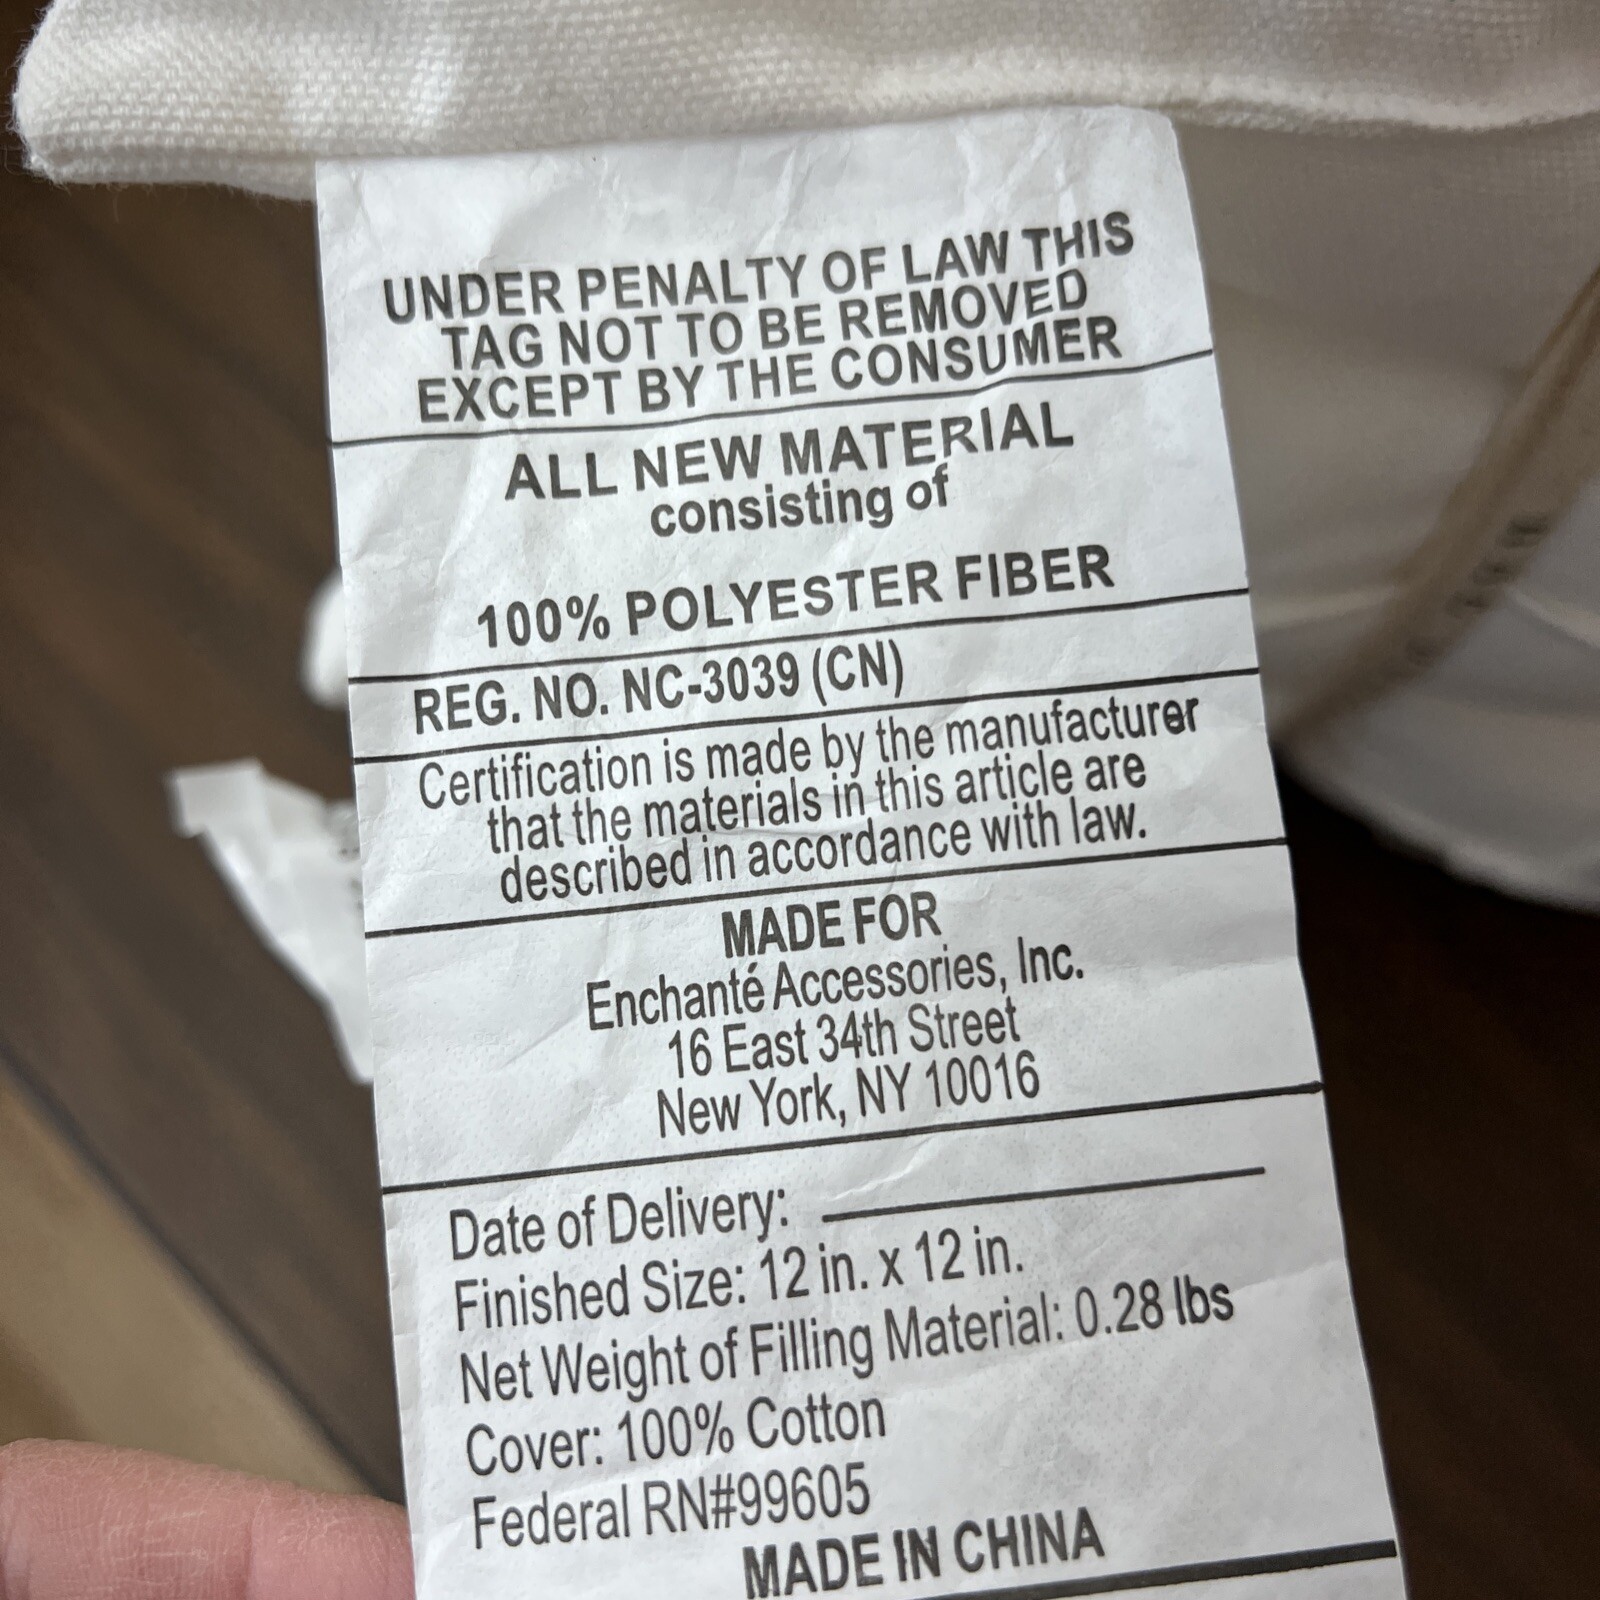 UNDER PENALTY OF LAW THIS
TAG NOT TO BE REMOVED
EXCEPT BY THE CONSUMER
ALL NEW MATERIAL
consisting of
100% POLYESTER FIBER
REG. NO. NC-3039 (CN)
Certification is made by the manufacturer
that the materials in this article are
described in accordance with law.
MADE FOR
Enchanté Accessories, Inc.
16 East 34th Street
New York, NY 10016
Date of Delivery:
Finished Size: 12 in. x 12 in.
Net Weight of Filling Material: 0.28 lbs
Cover: 100% Cotton
Federal RN#99605
MADE IN CHINA